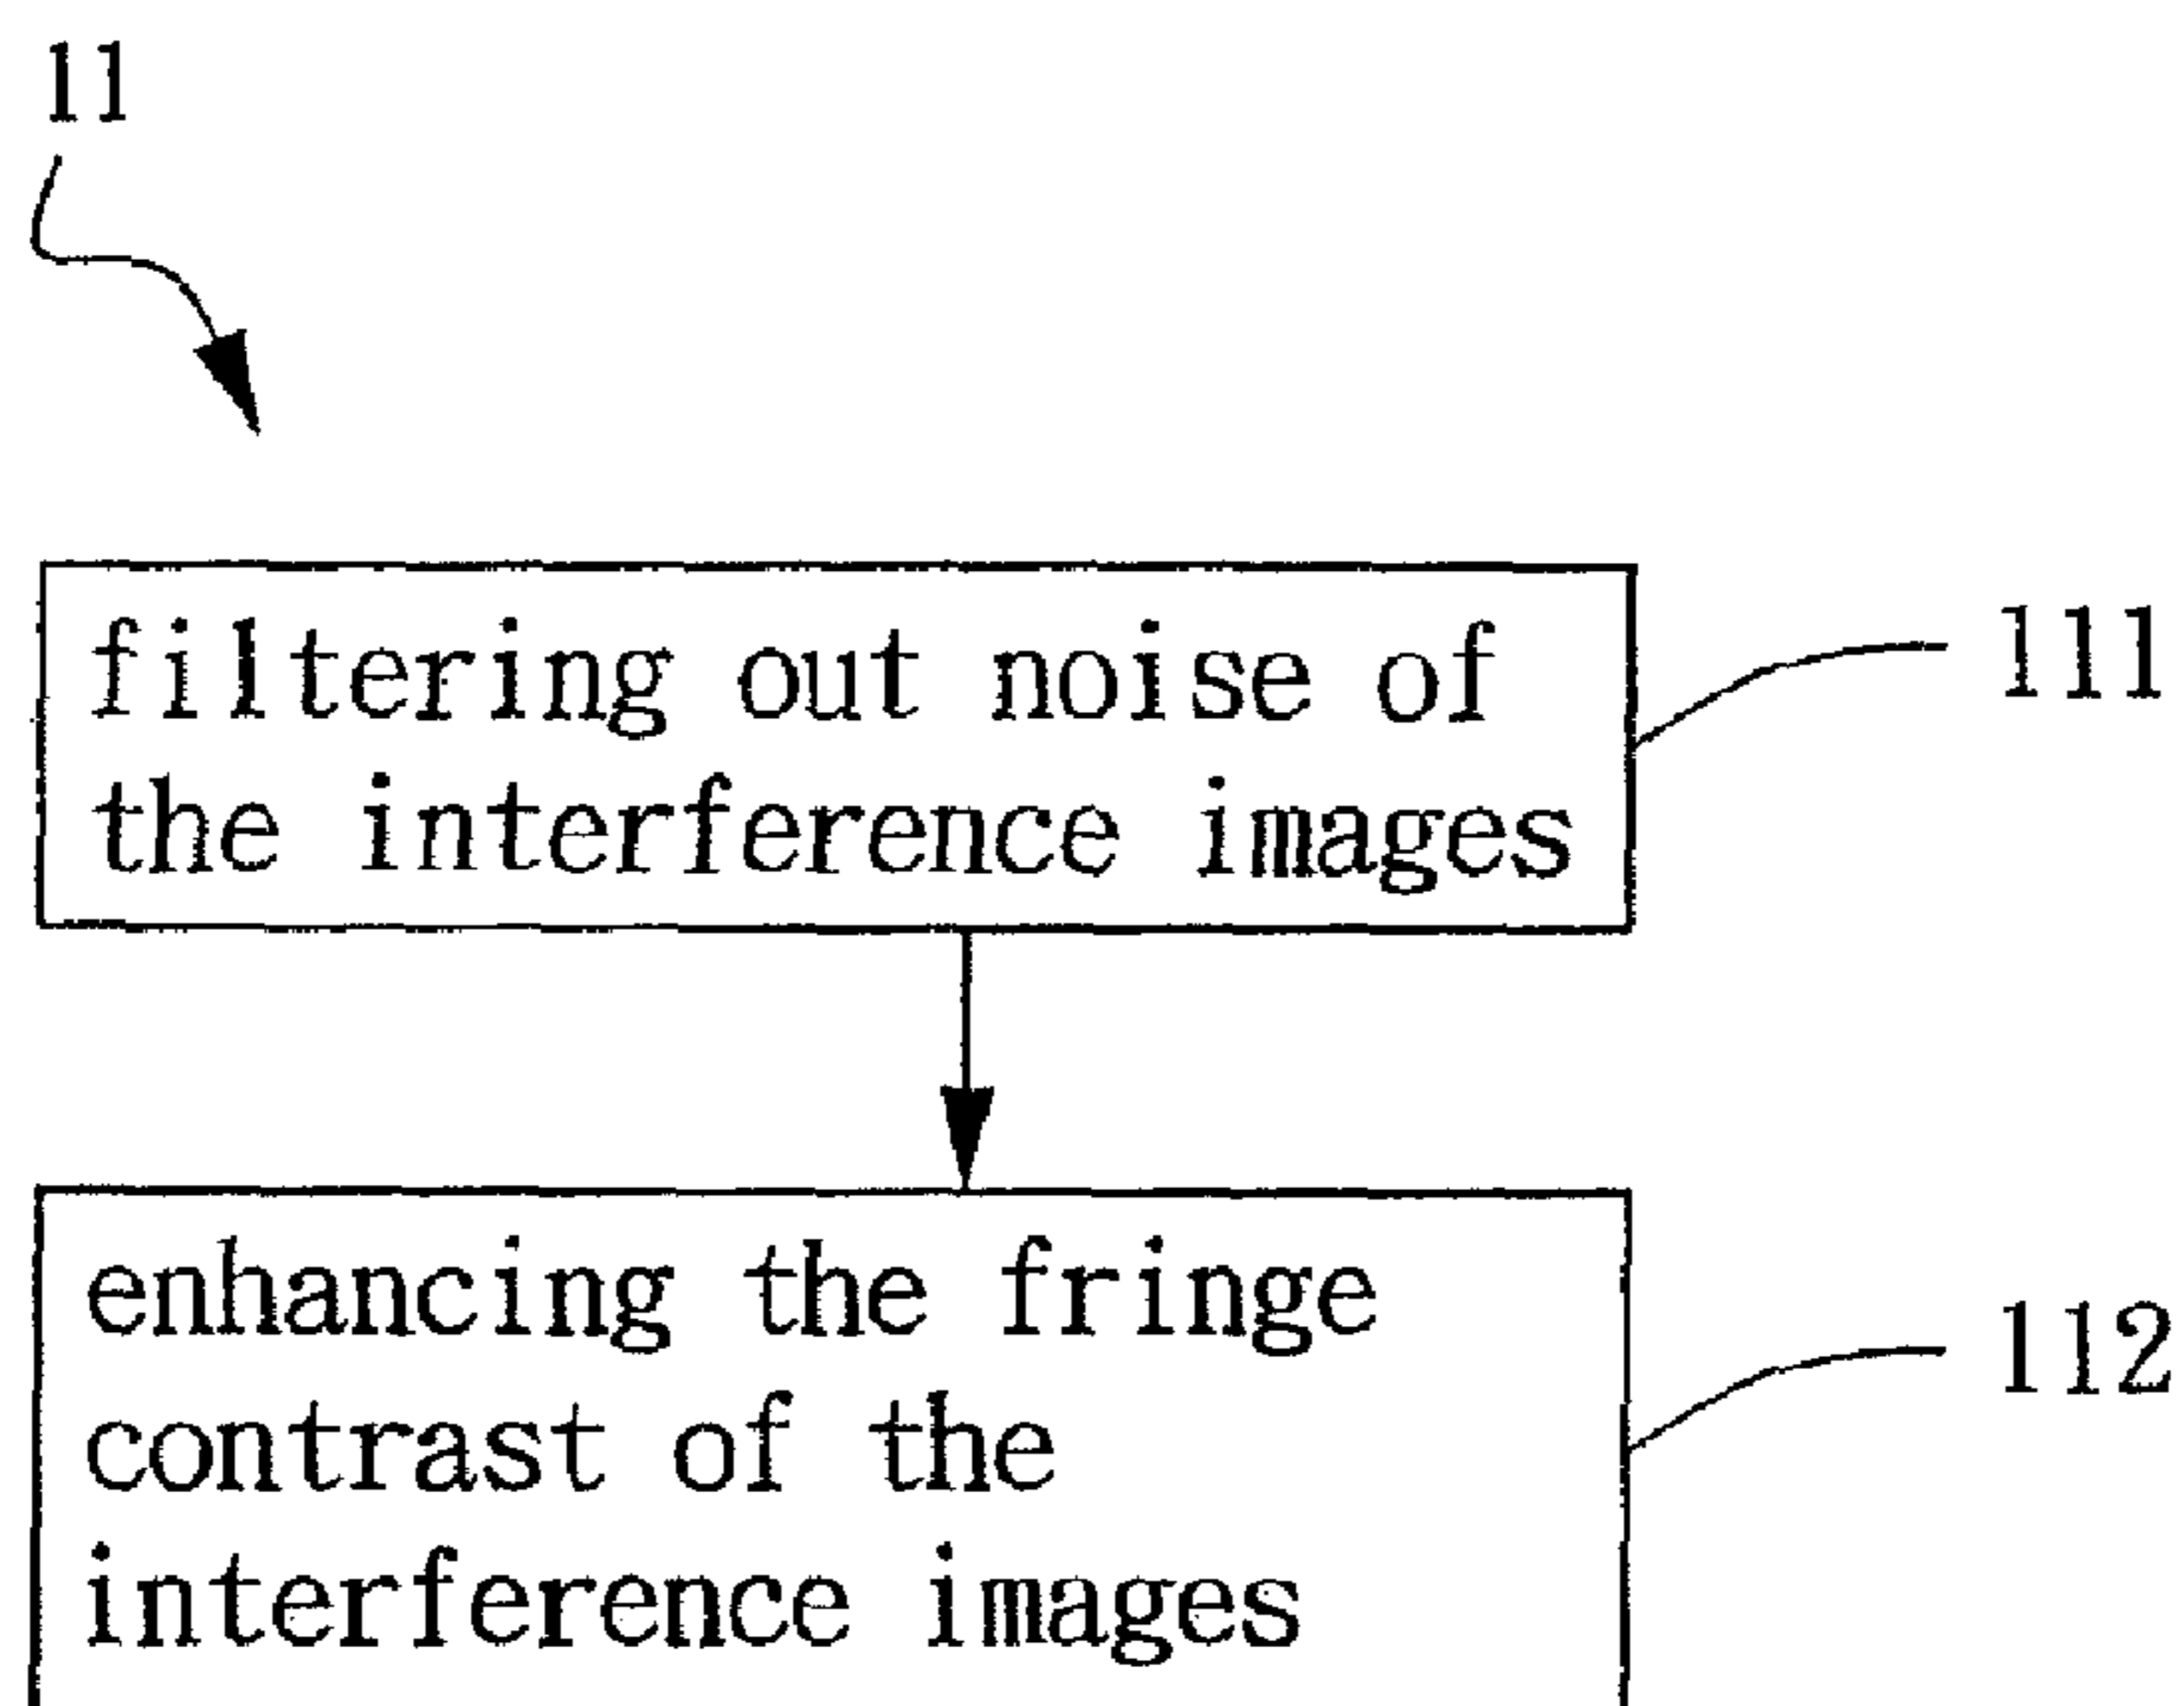 11
filtering out noise of
the interference images
111
enhancing the fringe
contrast of the
interference images
112